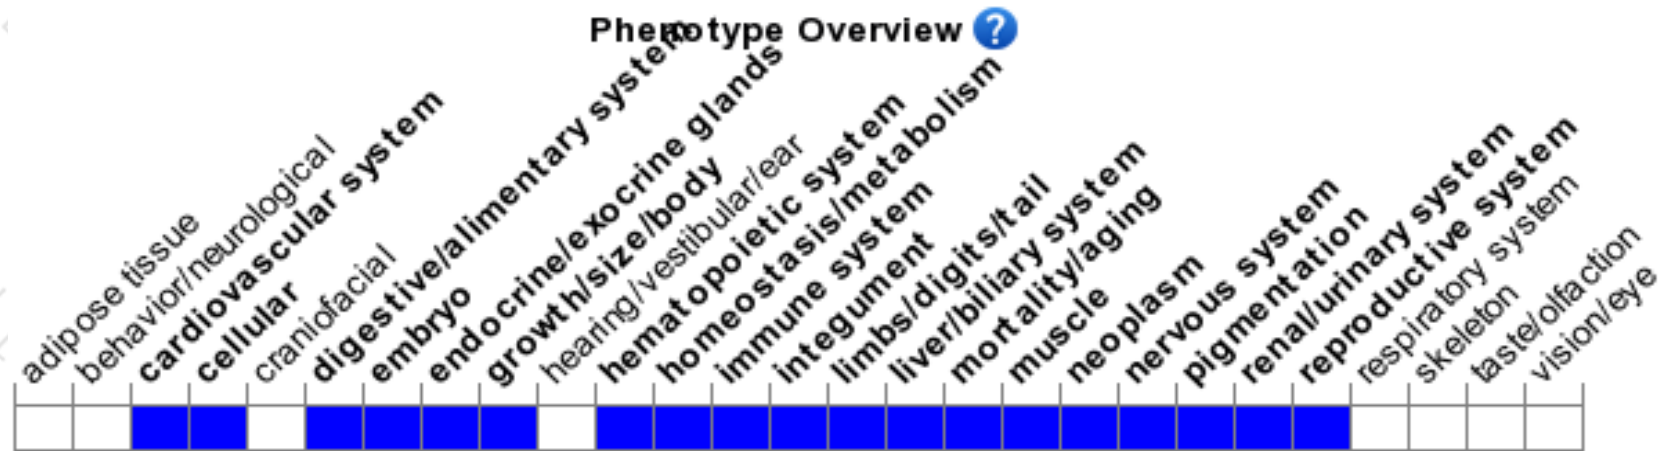 Phenotype Overview ?
adipose tissue
behavior/neurological
cardiovascular system
cellular
craniofacial
digestive/alimentary system
embryo
endocrine/exocrine glands
growth/size/body
hearing/vestibular/ear
hematopoietic system
homeostasis/metabolism
immune system
integument
limbs/digits/tail
liver/biliary system
mortality/aging
muscle
neoplasm
nervous system
pigmentation
renal/urinary system
reproductive system
respiratory system
skeleton
taste/olfaction
vision/eye